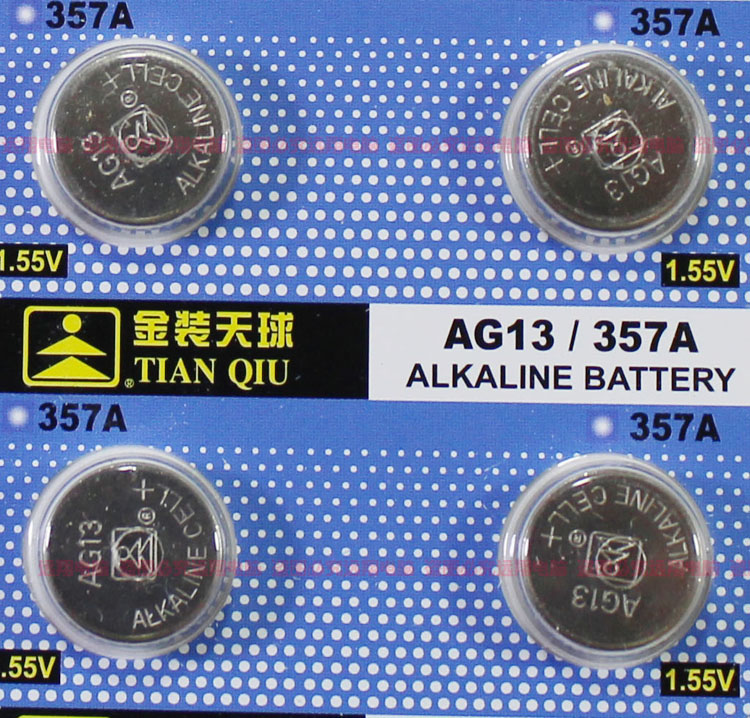 357A
357A
ALKALINE CELL+
AG13
ALKALINE CELL +
AG13
1.55V
1.55V
金装天球
®TIAN QIU
AG13 / 357A
ALKALINE BATTERY
357A
357A
AG13
ALKALINE CELL +
ALKALINE CELL +
AG13
.55V
1.55V